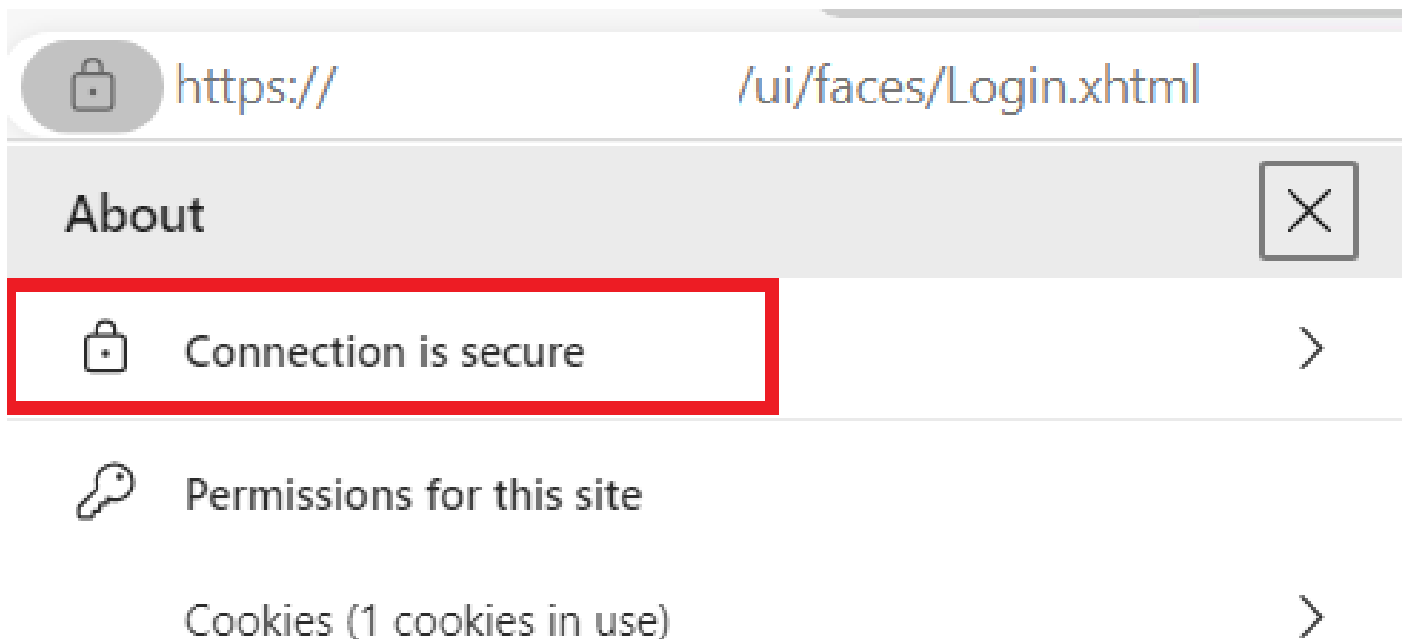 https:// /ui/faces/Login.xhtml
About
Connection is secure
Permissions for this site
Cookies (1 cookies in use)